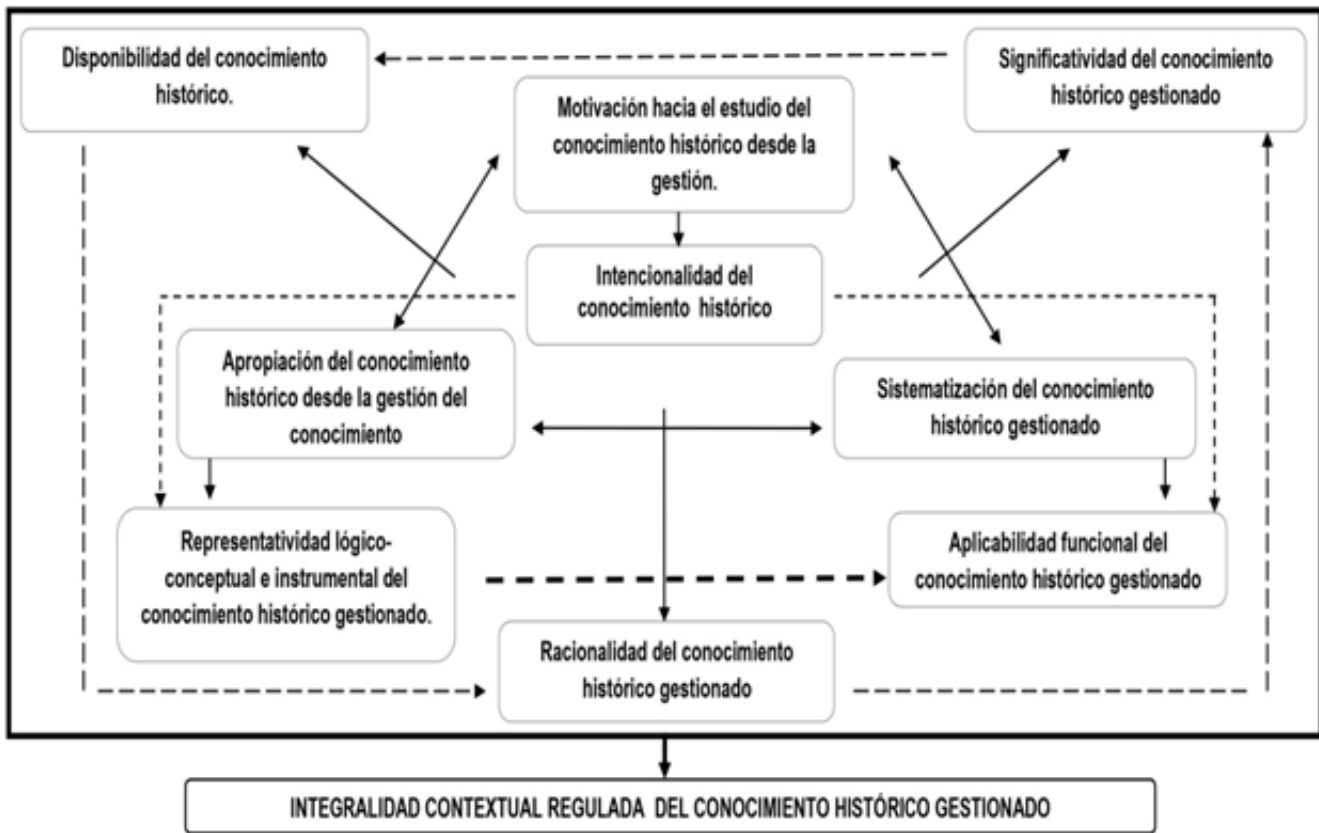 Disponibilidad del conocimiento
histórico.
Significatividad del conocimiento
histórico gestionado
Motivación hacia el estudio del
conocimiento histórico desde la
gestión.
Intencionalidad del
conocimiento histórico
Apropiación del conocimiento
histórico desde la gestión del
conocimiento
Sistematización del conocimiento
histórico gestionado
Representatividad lógico-
conceptual e instrumental del
conocimiento histórico gestionado.
Aplicabilidad funcional del
conocimiento histórico gestionado
Racionalidad del conocimiento
histórico gestionado
INTEGRALIDAD CONTEXTUAL REGULADA DEL CONOCIMIENTO HISTÓRICO GESTIONADO